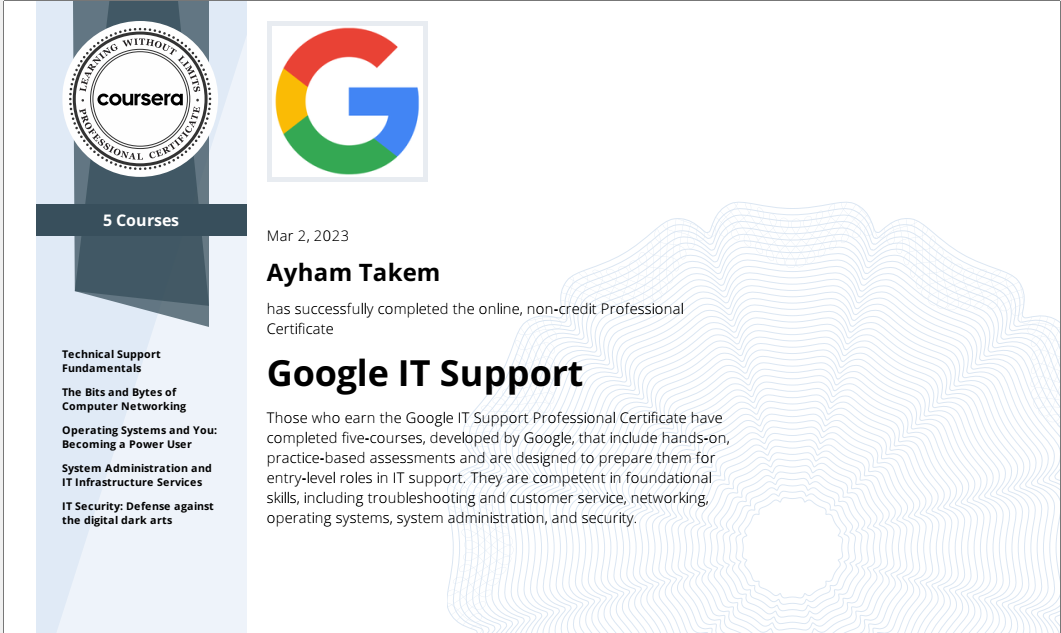 LEARNING WITHOUT LIMITS
coursera
PROFESSIONAL CERTIFICATE
5 Courses
Technical Support
Fundamentals
The Bits and Bytes of
Computer Networking
Operating Systems and You:
Becoming a Power User
System Administration and
IT Infrastructure Services
IT Security: Defense against
the digital dark arts
Mar 2, 2023
Ayham Takem
has successfully completed the online, non-credit Professional
Certificate
Google IT Support
Those who earn the Google IT Support Professional Certificate have
completed five-courses, developed by Google, that include hands-on,
practice-based assessments and are designed to prepare them for
entry-level roles in IT support. They are competent in foundational
skills, including troubleshooting and customer service, networking,
operating systems, system administration, and security.